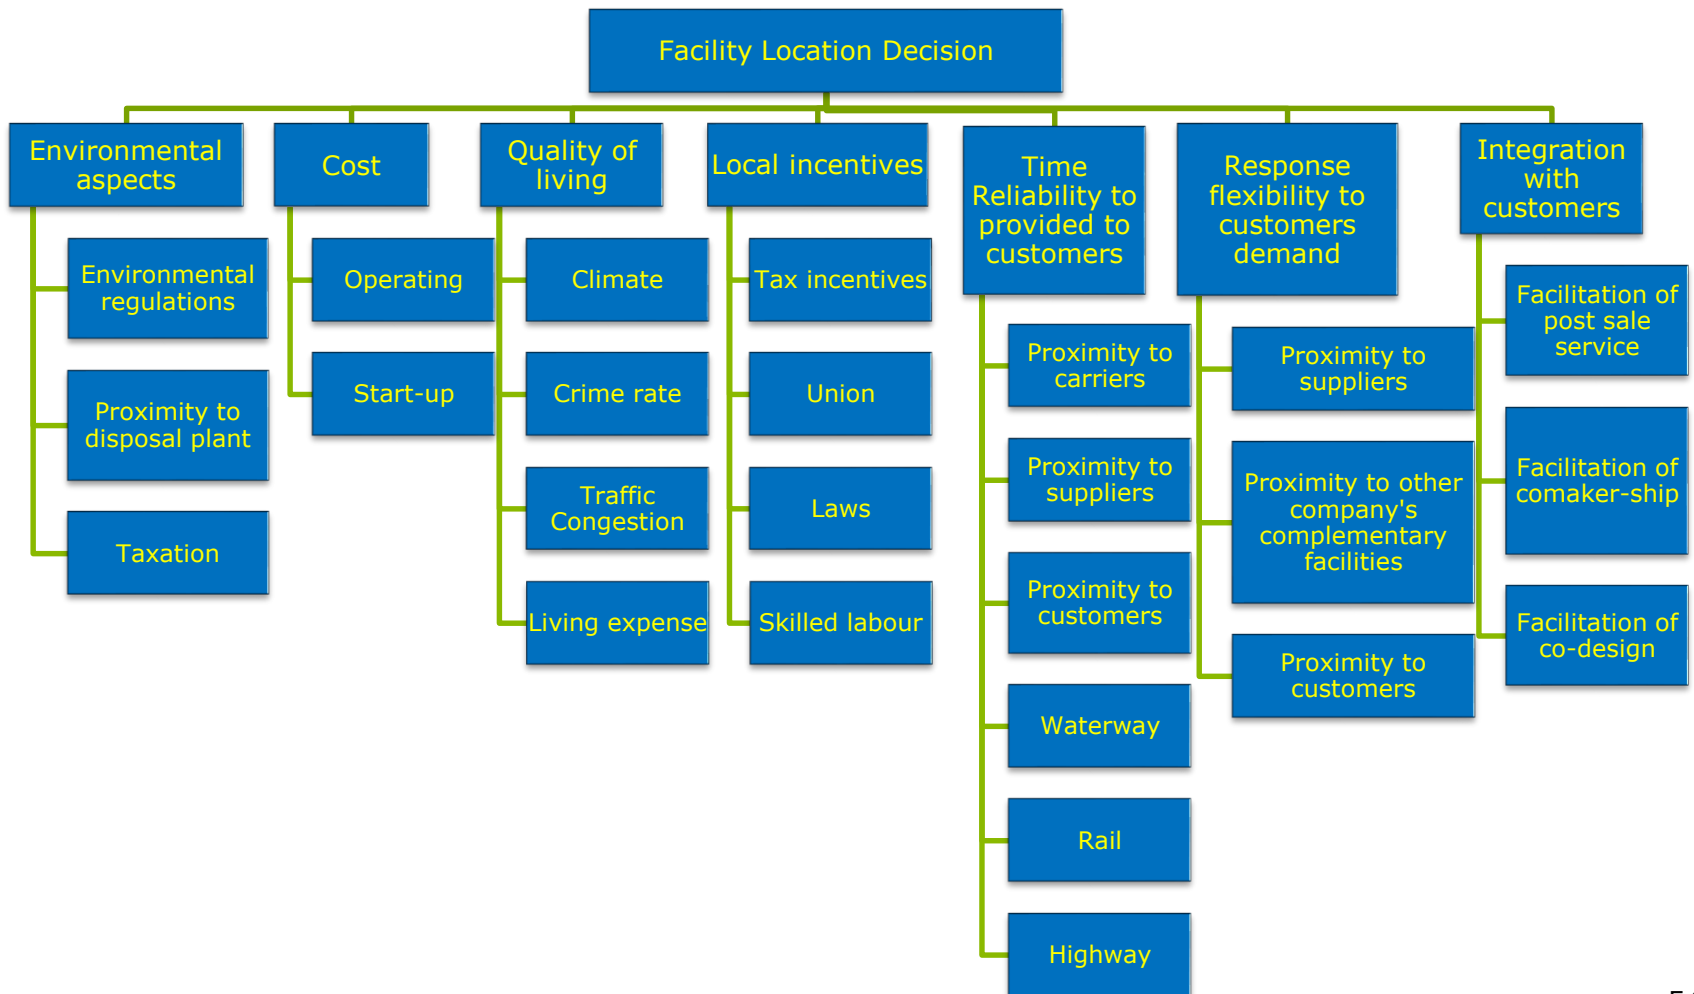 Facility Location Decision
Environmental
aspects
Environmental
regulations
Proximity to
disposal plant
Taxation
Cost
Operating
Start-up
Quality of
living
Climate
Crime rate
Traffic
Congestion
Living expense
Local incentives
Tax incentives
Union
Laws
Skilled labour
Time
Reliability to
provided to
customers
Proximity to
carriers
Proximity to
suppliers
Proximity to
customers
Waterway
Rail
Highway
Response
flexibility to
customers
demand
Proximity to
suppliers
Proximity to other
company's
complementary
facilities
Proximity to
customers
Integration
with
customers
Facilitation of
post sale
service
Facilitation of
comaker-ship
Facilitation of
co-design